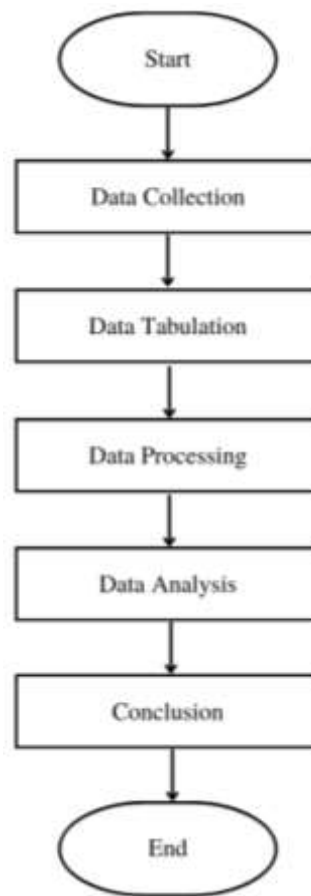 Start
Data Collection
Data Tabulation
Data Processing
Data Analysis
Conclusion
End